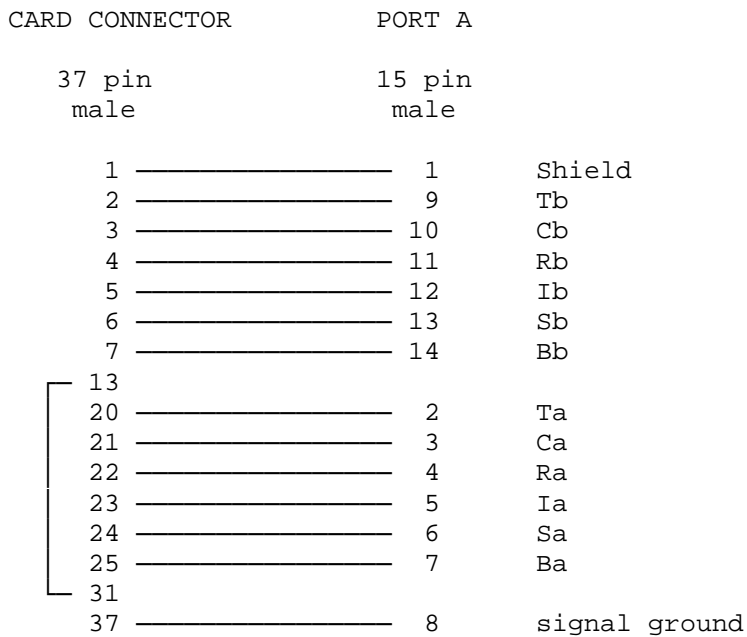 CARD CONNECTOR PORT A
37 pin 15 pin
male male
1 1 Shield
2 9 Tb
3 10 Cb
4 11 Rb
5 12 Ib
6 13 Sb
7 14 Bb
13
20 2 Ta
21 3 Ca
22 4 Ra
23 5 Ia
24 6 Sa
25 7 Ba
31
37 8 signal ground